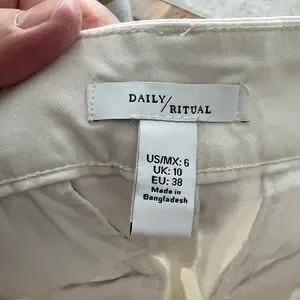 DAILY/
RITUAL
US/MX: 6
UK: 10
EU: 38
Made in
Bangladesh